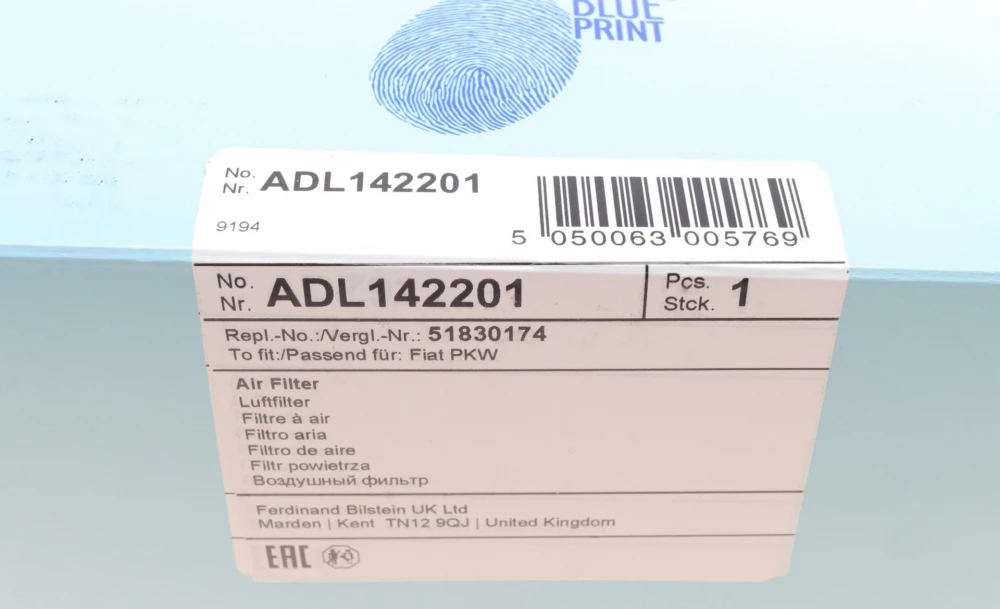 BLUE
PRINT
No.
Nr. ADL142201
9194
5 050063 005769
No.
Nr. ADL142201
Pcs.
Stck. 1
Repl.-No.:/Vergl.-Nr.: 51830174
To fit:/Passend für: Fiat PKW
Air Filter
Luftfilter
Filtre à air
Filtro aria
Filtro de aire
Filtr powietrza
Воздушный фильтр
Ferdinand Bilstein UK Ltd
Marden | Kent TN12 9QJ | United Kingdom
EAC